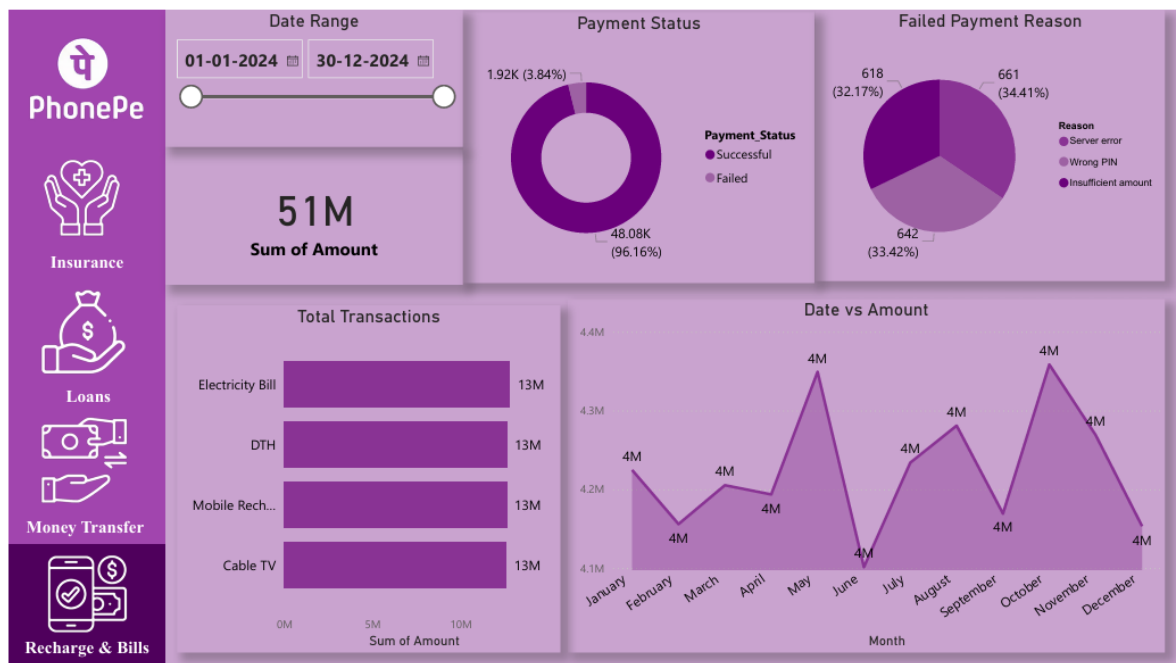 पे
PhonePe
Insurance
Loans
Money Transfer
Recharge & Bills
Date Range
01-01-2024
30-12-2024
51M
Sum of Amount
Payment Status
1.92K (3.84%)
48.08K
(96.16%)
Payment_Status
Successful
Failed
Failed Payment Reason
618
(32.17%)
661
(34.41%)
642
(33.42%)
Reason
Server error
Wrong PIN
Insufficient amount
Total Transactions
Electricity Bill
13M
DTH
13M
Mobile Rech...
13M
Cable TV
13M
0M
5M
10M
Sum of Amount
Date vs Amount
4.4M
4.3M
4.2M
4.1M
4M
4M
4M
4M
4M
4M
4M
4M
4M
4M
4M
4M
January
February
March
April
May
June
July
August
September
October
November
December
Month